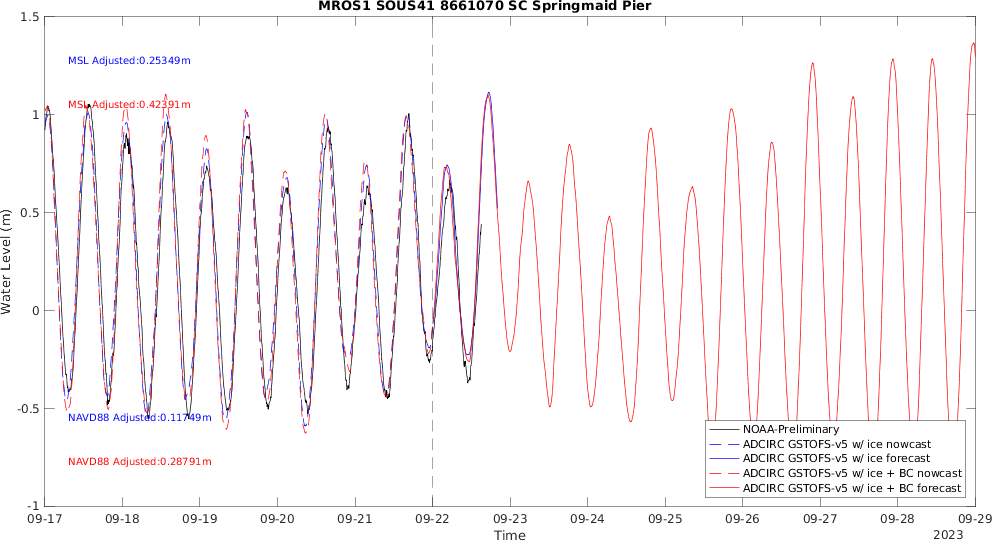 MROS1 SOUS41 8661070 SC Springmaid Pier
1.5
MSL Adjusted:0.25349m
MSL Adjusted:0.42391m
1
0.5
Water Level (m)
0
-0.5
NAVD88 Adjusted:0.11749m
NAVD88 Adjusted:0.28791m
-1
NOAA-Preliminary
ADCIRC GSTOFS-v5 w/ ice nowcast
ADCIRC GSTOFS-v5 w/ ice forecast
ADCIRC GSTOFS-v5 w/ ice + BC nowcast
ADCIRC GSTOFS-v5 w/ ice + BC forecast
09-17 09-18 09-19 09-20 09-21 09-22 09-23 09-24 09-25 09-26 09-27 09-28 09-29
Time
2023